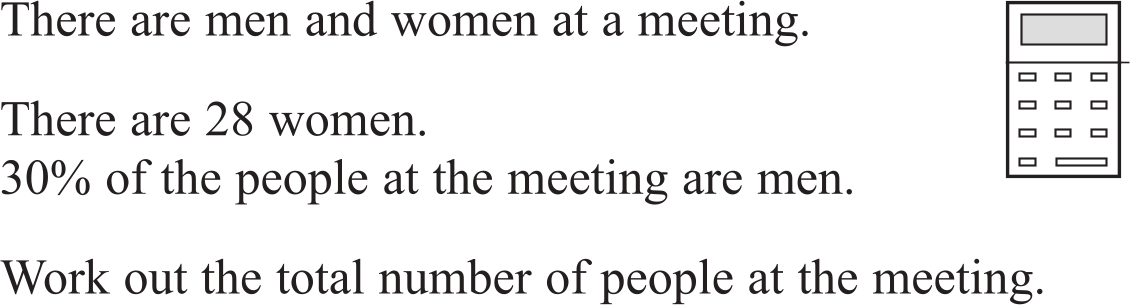 There are men and women at a meeting.
There are 28 women.
30% of the people at the meeting are men.
Work out the total number of people at the meeting.